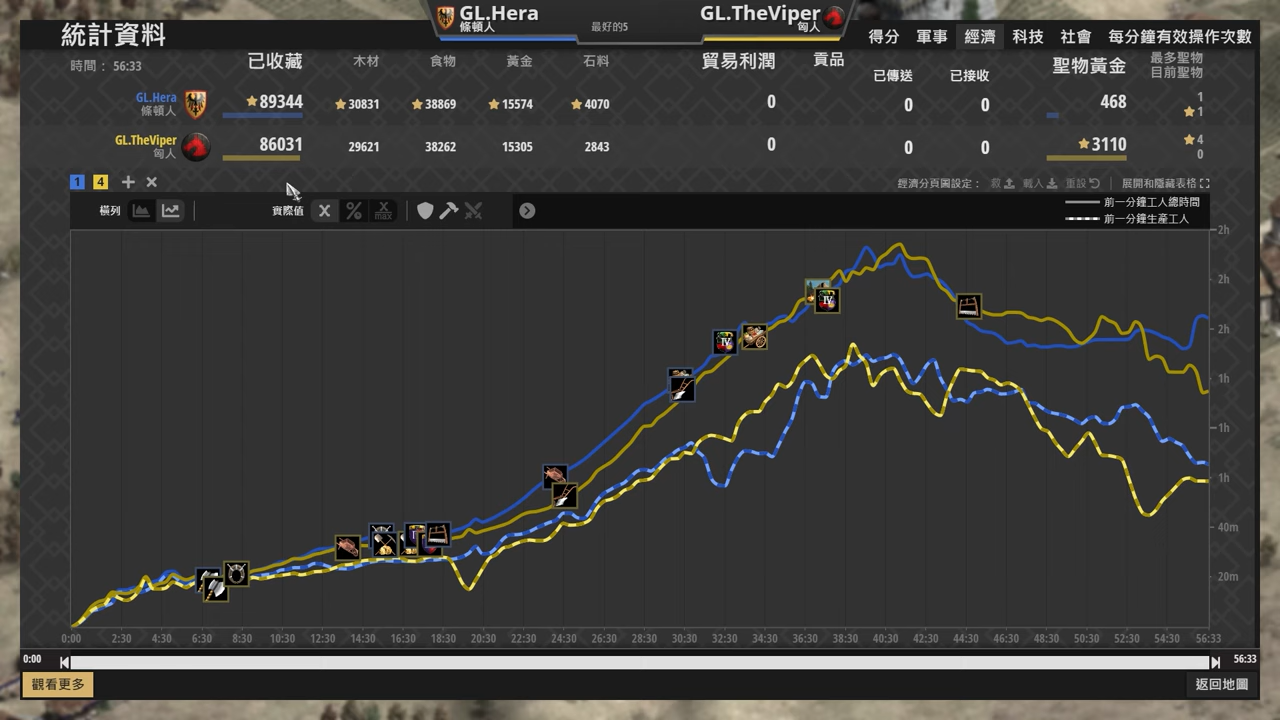 GL.Hera
條頓人
最好的5
GL.TheViper
匈人
統計資料
得分 軍事 經濟 科技 社會 每分鐘有效操作次數
時間： 56:33
已收藏 木材 食物 黃金 石料 貿易利潤 貢品 已傳送 已接收 聖物黃金 最多聖物
目前聖物
GL.Hera
條頓人
89344 30831 38869 15574 4070 0 0 0 468 1
1
GL.TheViper
匈人
86031 29621 38262 15305 2843 0 0 0 3110 4
0
1 4
經濟分頁圖設定： 載入 重設 展開和隱藏表格
橫列 實際值 X % X max
前一分鐘工人總時間
前一分鐘生產工人
2h
2h
2h
1h
1h
1h
40m
20m
IV
IV
0:00 2:30 4:30 6:30 8:30 10:30 12:30 14:30 16:30 18:30 20:30 22:30 24:30 26:30 28:30 30:30 32:30 34:30 36:30 38:30 40:30 42:30 44:30 46:30 48:30 50:30 52:30 54:30 56:33
0:00 56:33
觀看更多 返回地圖